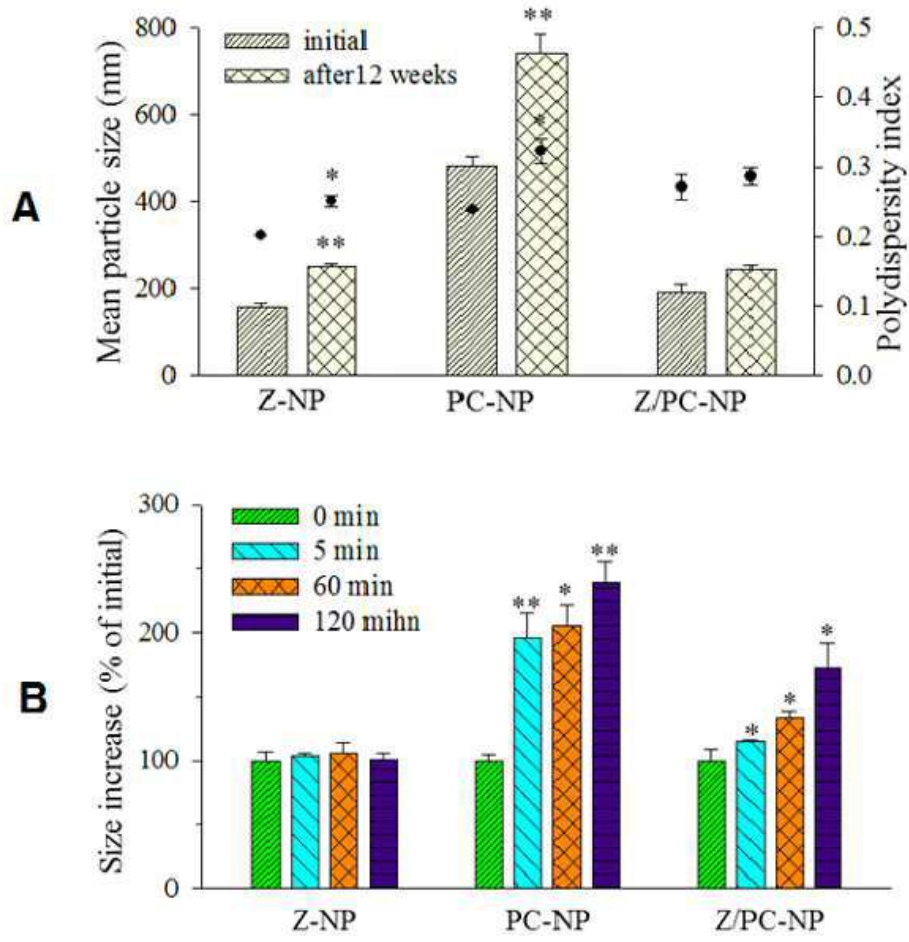 A
Mean particle size (nm)
800
600
400
200
0
initial
after12 weeks
*
**
**
*
0.5
0.4
0.3
0.2
0.1
0.0
Polydispersity index
Z-NP PC-NP Z/PC-NP
B
Size increase (% of initial)
300
200
100
0
0 min
5 min
60 min
120 mihn
** * **
* * *
Z-NP PC-NP Z/PC-NP